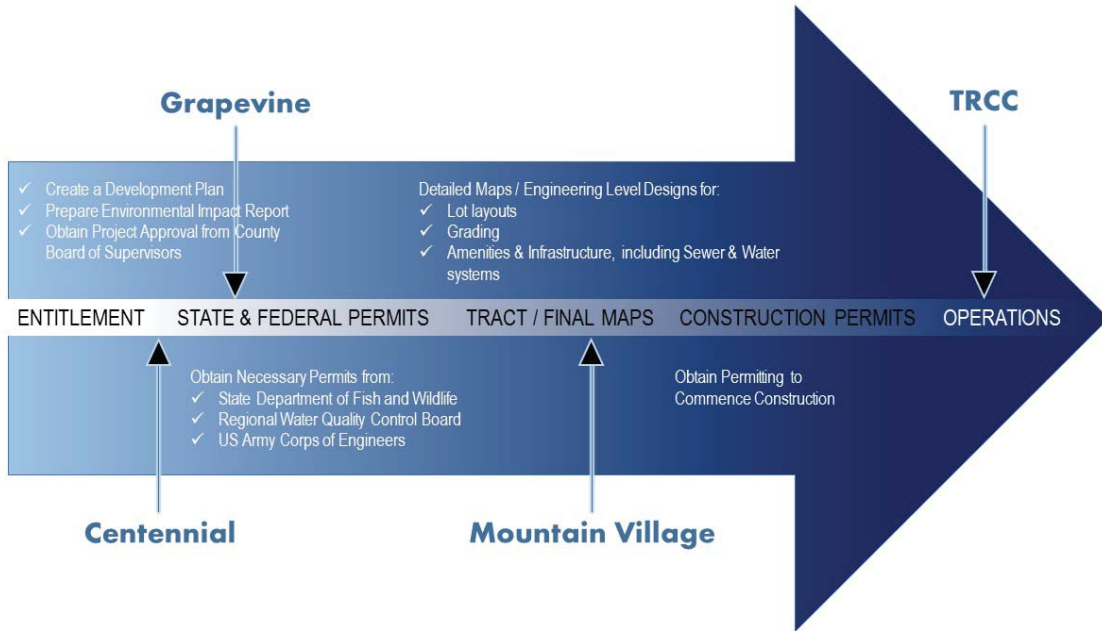 Grapevine
TRCC
✓ Create a Development Plan
✓ Prepare Environmental Impact Report
✓ Obtain Project Approval from County
Board of Supervisors
Detailed Maps / Engineering Level Designs for:
✓ Lot layouts
✓ Grading
✓ Amenities & Infrastructure, including Sewer & Water
systems
ENTITLEMENT STATE & FEDERAL PERMITS TRACT / FINAL MAPS CONSTRUCTION PERMITS OPERATIONS
Obtain Necessary Permits from:
✓ State Department of Fish and Wildlife
✓ Regional Water Quality Control Board
✓ US Army Corps of Engineers
Obtain Permitting to
Commence Construction
Centennial
Mountain Village